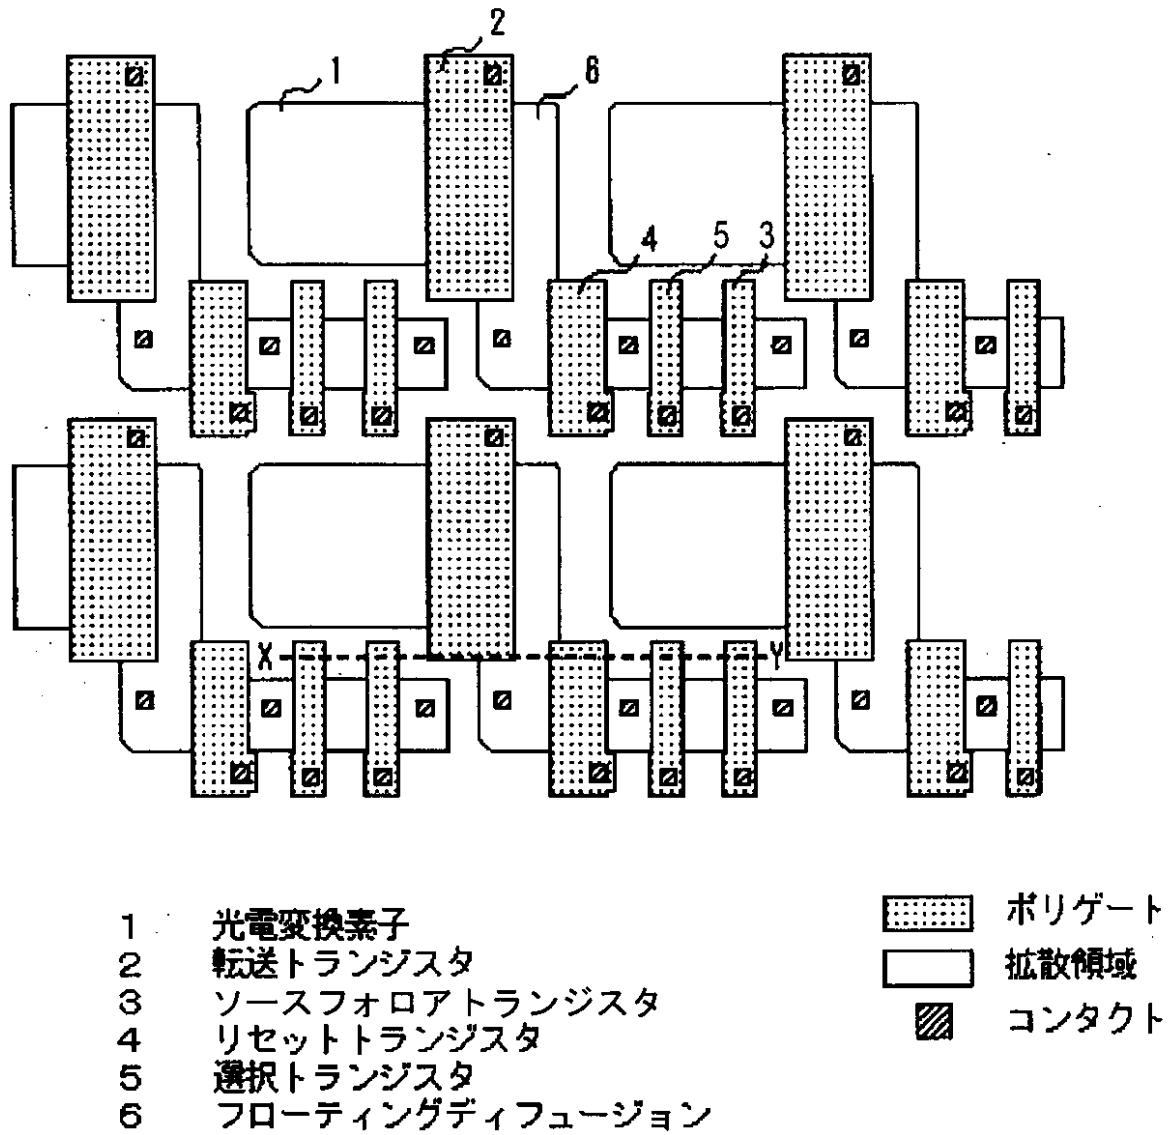 2
1
6
4
5
3
X
Y
1 光電変換素子
2 転送トランジスタ
3 ソースフォロアトランジスタ
4 リセットトランジスタ
5 選択トランジスタ
6 フローティングディフュージョン
ポリゲート
拡散領域
コンタクト